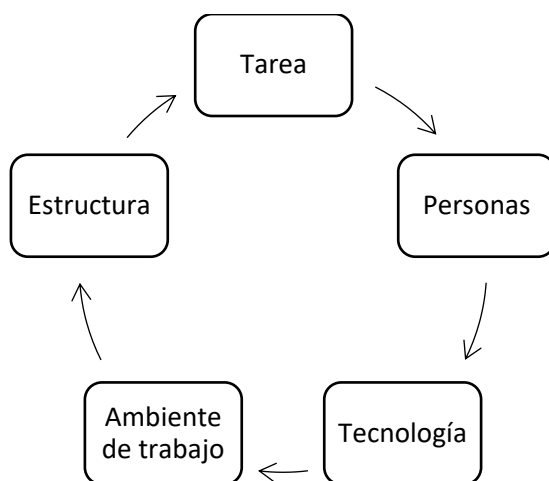 Tarea
Personas
Tecnología
Ambiente
de trabajo
Estructura